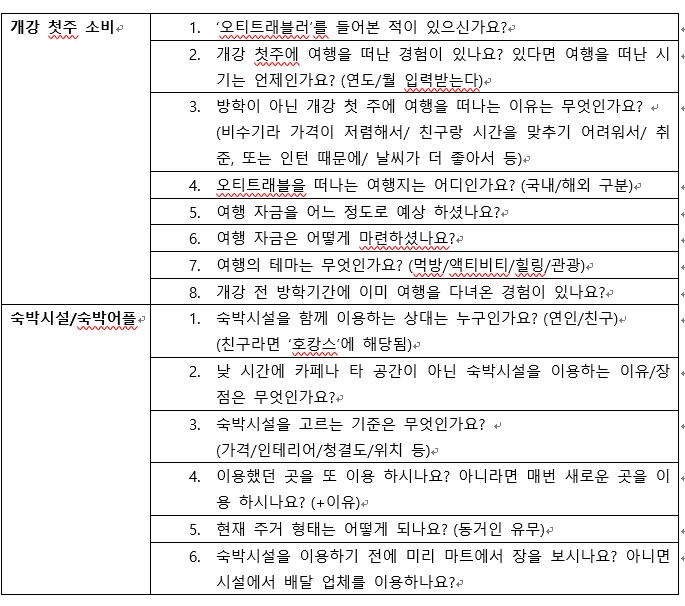 개강 첫주 소비
1. ‘오티트래블러’를 들어본 적이 있으신가요?
2. 개강 첫주에 여행을 떠난 경험이 있나요? 있다면 여행을 떠난 시
기는 언제인가요? (연도/월 입력받는다)
3. 방학이 아닌 개강 첫 주에 여행을 떠나는 이유는 무엇인가요?
(비수기라 가격이 저렴해서/ 친구랑 시간을 맞추기 어려워서/ 취
준, 또는 인턴 때문에/ 날씨가 더 좋아서 등)
4. 오티트래블을 떠나는 여행지는 어디인가요? (국내/해외 구분)
5. 여행 자금을 어느 정도로 예상 하셨나요?
6. 여행 자금은 어떻게 마련하셨나요?
7. 여행의 테마는 무엇인가요? (먹방/액티비티/힐링/관광)
8. 개강 전 방학기간에 이미 여행을 다녀온 경험이 있나요?
숙박시설/숙박어플
1. 숙박시설을 함께 이용하는 상대는 누구인가요? (연인/친구)
(친구라면 ‘호캉스’에 해당됨)
2. 낮 시간에 카페나 타 공간이 아닌 숙박시설을 이용하는 이유/장
점은 무엇인가요?
3. 숙박시설을 고르는 기준은 무엇인가요?
(가격/인테리어/청결도/위치 등)
4. 이용했던 곳을 또 이용 하시나요? 아니라면 매번 새로운 곳을 이
용 하시나요? (+이유)
5. 현재 주거 형태는 어떻게 되나요? (동거인 유무)
6. 숙박시설을 이용하기 전에 미리 마트에서 장을 보시나요? 아니면
시설에서 배달 업체를 이용하나요?